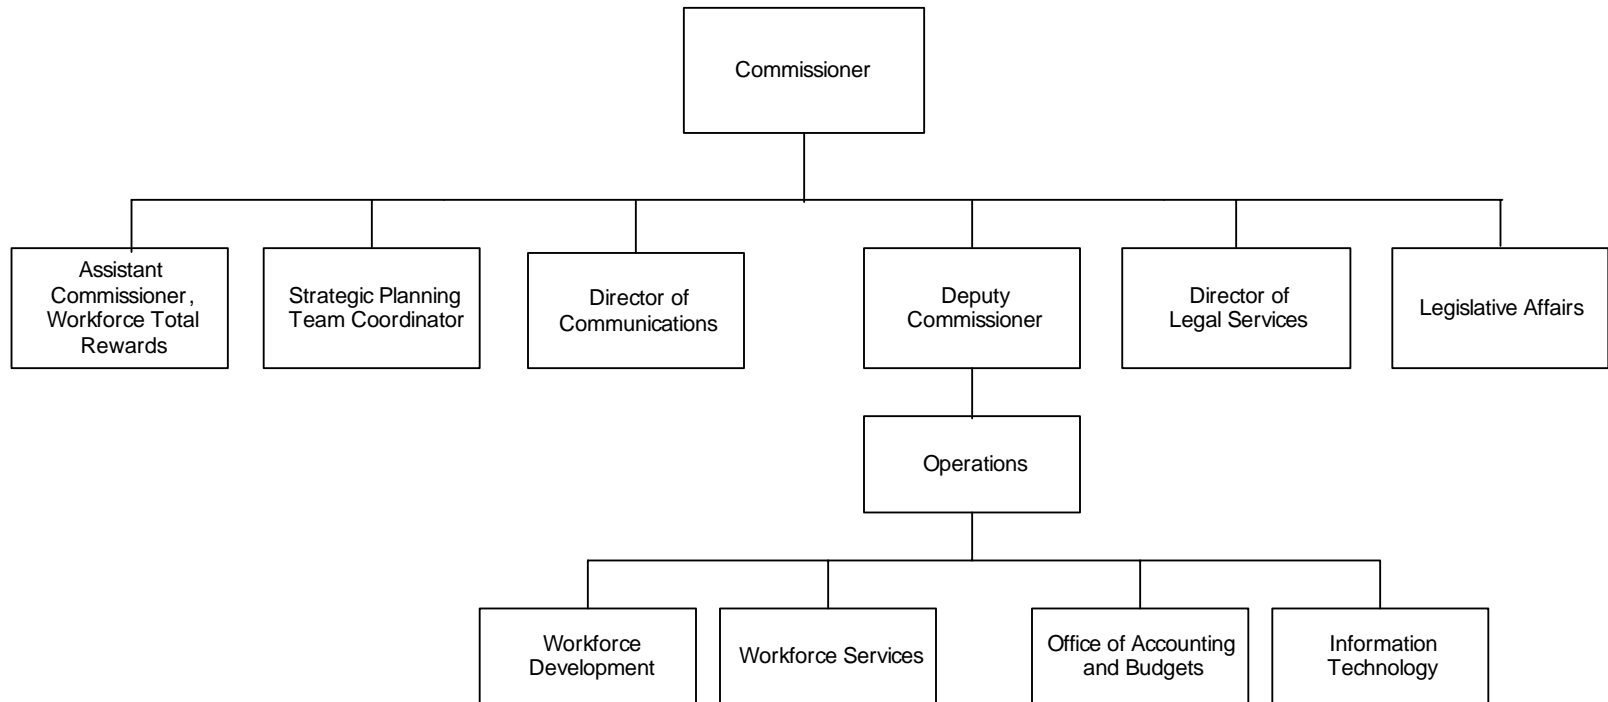 Commissioner
Assistant
Commissioner,
Workforce Total
Rewards
Strategic Planning
Team Coordinator
Director of
Communications
Deputy
Commissioner
Director of
Legal Services
Legislative Affairs
Operations
Workforce
Development
Workforce Services
Office of Accounting
and Budgets
Information
Technology